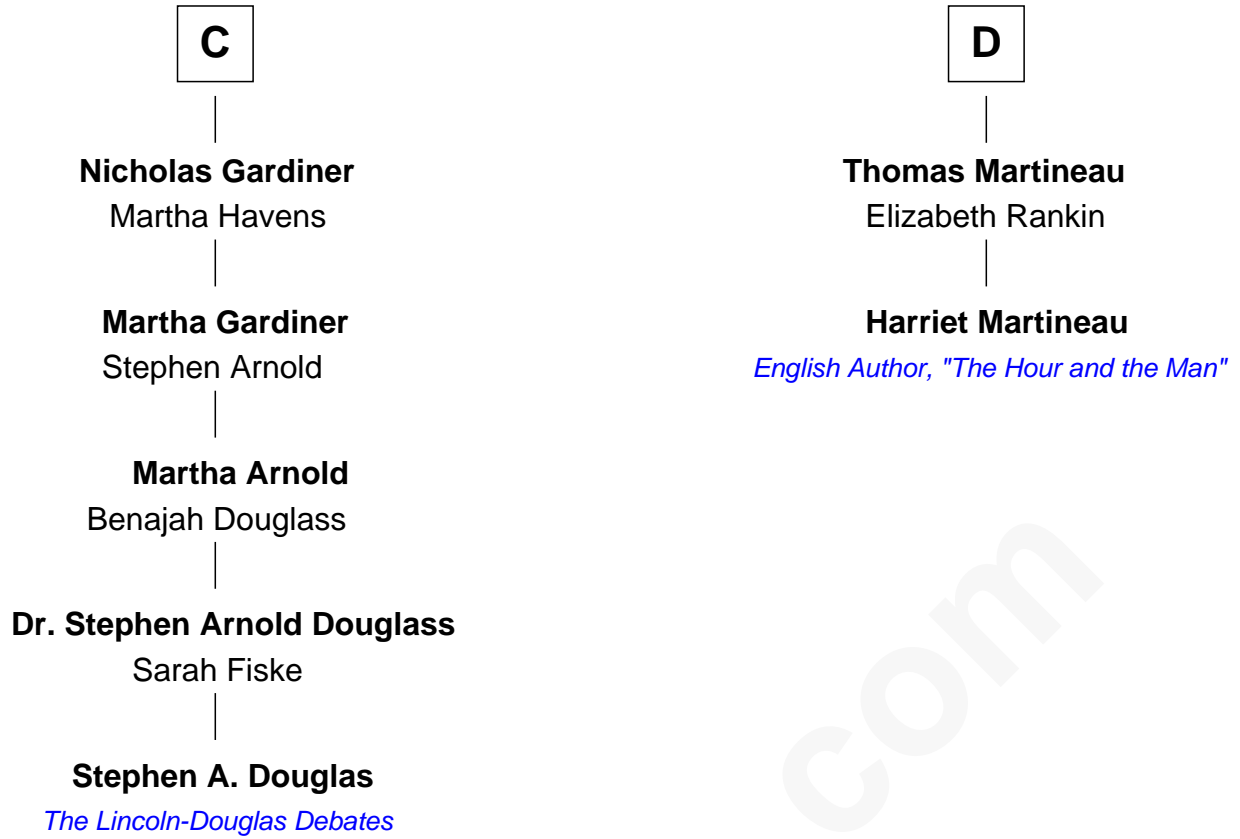 C
Nicholas Gardiner
Martha Havens
Martha Gardiner
Stephen Arnold
Martha Arnold
Benajah Douglass
Dr. Stephen Arnold Douglass
Sarah Fiske
Stephen A. Douglas
The Lincoln-Douglas Debates
D
Thomas Martineau
Elizabeth Rankin
Harriet Martineau
English Author, "The Hour and the Man"
com